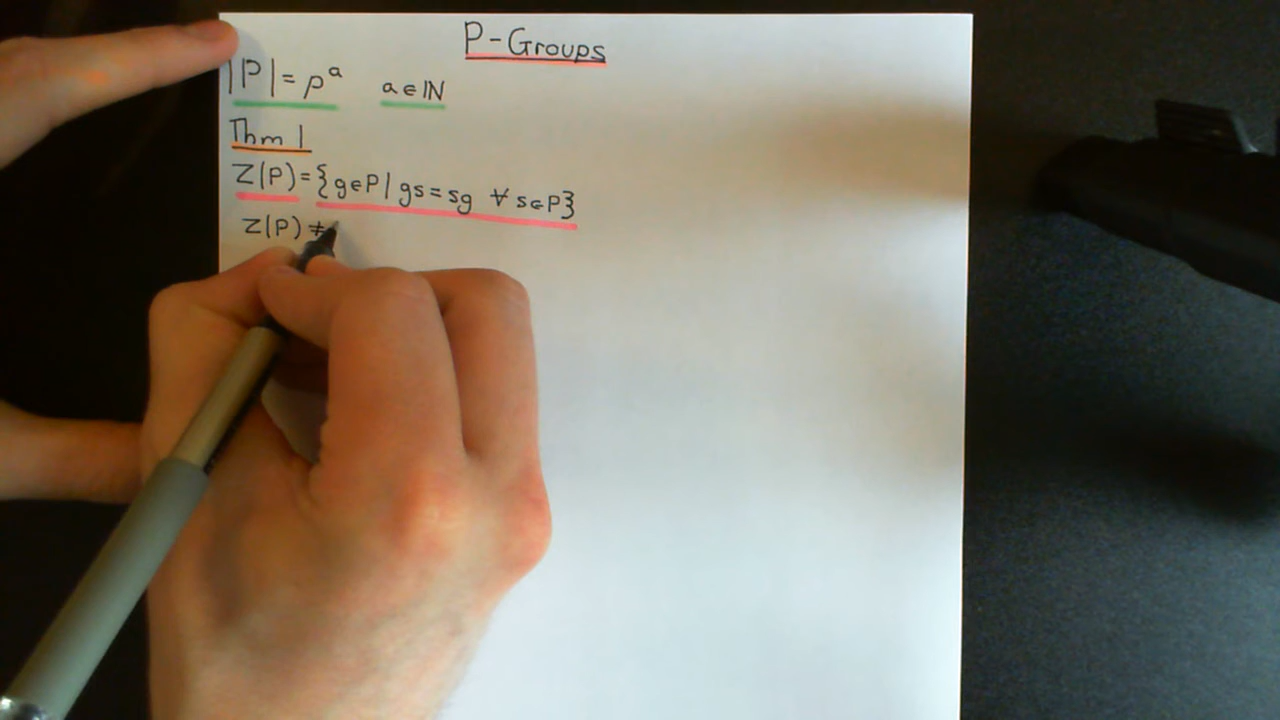 P-Groups
|P| = p^a   a ∈ ℕ
Thm 1
Z(P) = {g∈P | gs = sg ∀ s∈P}
Z(P) ≠